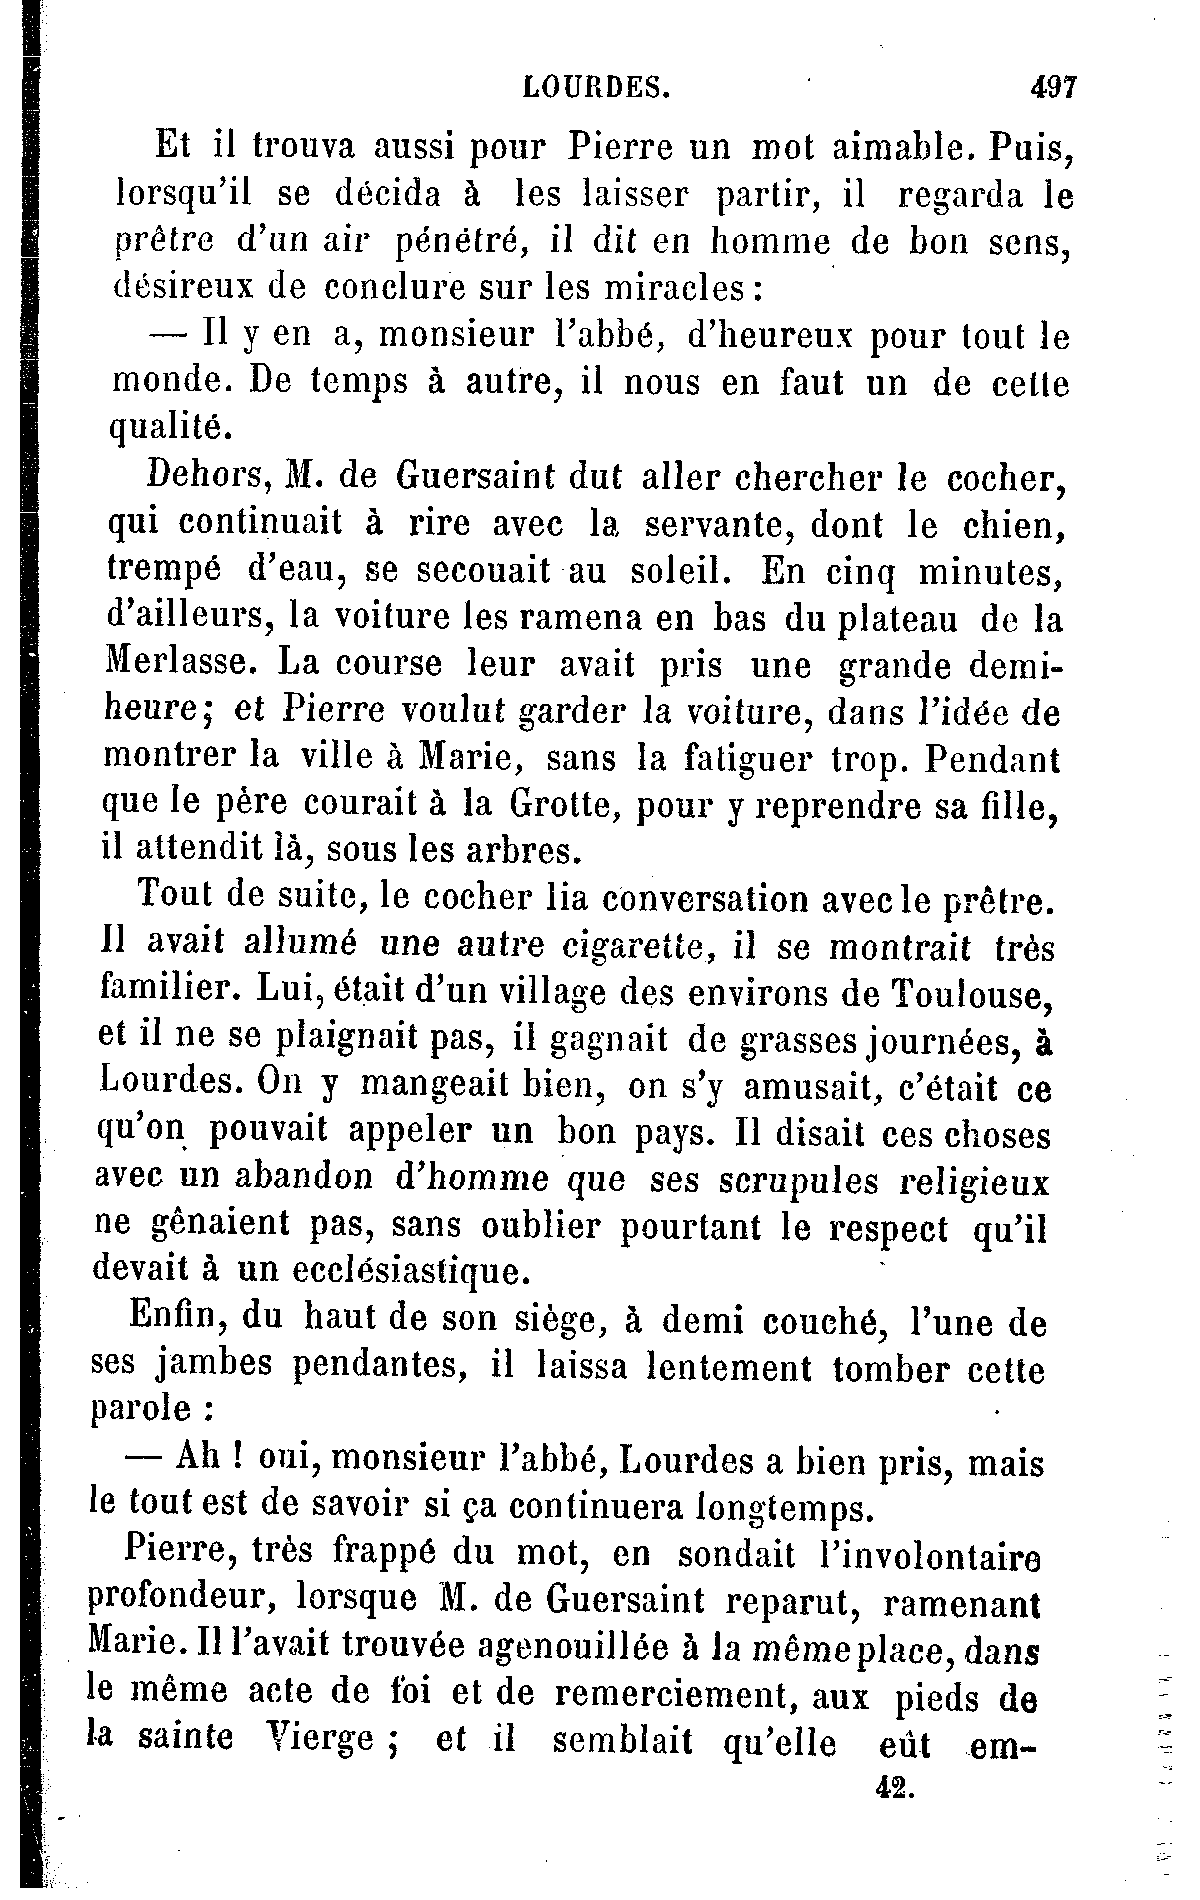 LOURDES. 497
Et il trouva aussi pour Pierre un mot aimable. Puis,
lorsqu'il se décida à les laisser partir, il regarda le
prêtre d'un air pénétré, il dit en homme de bon sens,
désireux de conclure sur les miracles :
— Il y en a, monsieur l'abbé, d'heureux pour tout le
monde. De temps à autre, il nous en faut un de cette
qualité.
Dehors, M. de Guersaint dut aller chercher le cocher,
qui continuait à rire avec la servante, dont le chien,
trempé d'eau, se secouait au soleil. En cinq minutes,
d'ailleurs, la voiture les ramena en bas du plateau de la
Merlasse. La course leur avait pris une grande demi-
heure; et Pierre voulut garder la voiture, dans l'idée de
montrer la ville à Marie, sans la fatiguer trop. Pendant
que le père courait à la Grotte, pour y reprendre sa fille,
il attendit là, sous les arbres.
Tout de suite, le cocher lia conversation avec le prêtre.
Il avait allumé une autre cigarette, il se montrait très
familier. Lui, était d'un village des environs de Toulouse,
et il ne se plaignait pas, il gagnait de grasses journées, à
Lourdes. On y mangeait bien, on s'y amusait, c'était ce
qu'on pouvait appeler un bon pays. Il disait ces choses
avec un abandon d'homme que ses scrupules religieux
ne gênaient pas, sans oublier pourtant le respect qu'il
devait à un ecclésiastique.
Enfin, du haut de son siège, à demi couché, l'une de
ses jambes pendantes, il laissa lentement tomber cette
parole :
— Ah ! oui, monsieur l'abbé, Lourdes a bien pris, mais
le tout est de savoir si ça continuera longtemps.
Pierre, très frappé du mot, en sondait l'involontaire
profondeur, lorsque M. de Guersaint reparut, ramenant
Marie. Il l'avait trouvée agenouillée à la même place, dans
le même acte de foi et de remerciement, aux pieds de
la sainte Vierge ; et il semblait qu'elle eût em-
42.